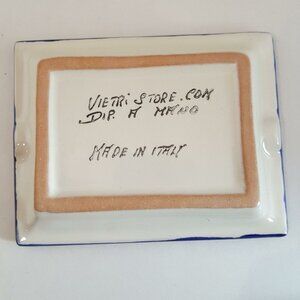 VIETRI STORE.COM
DIP. A MANO
MADE IN ITALY